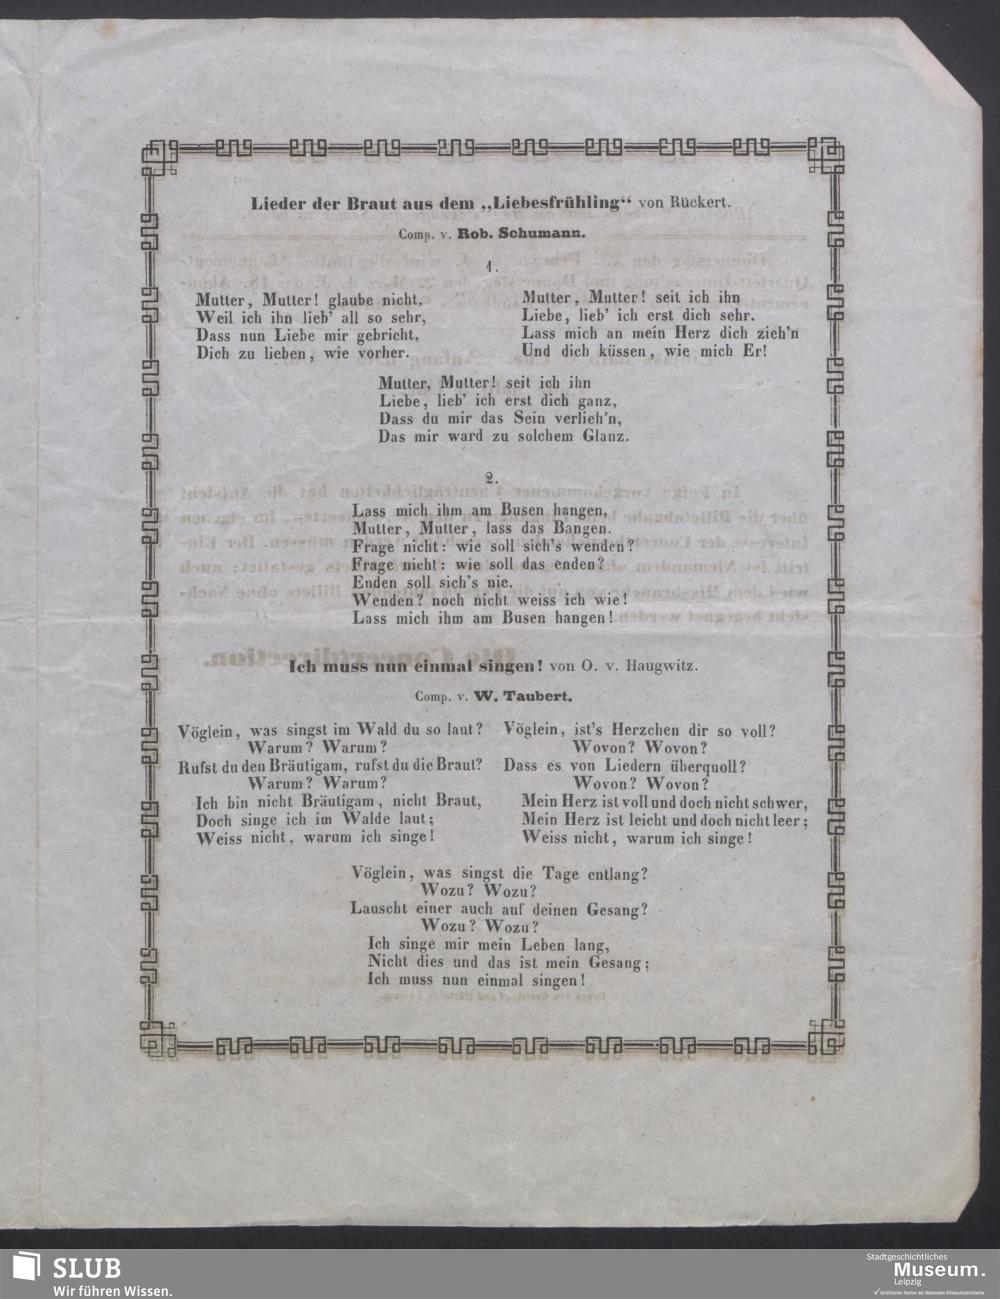 Lieder der Braut aus dem „Liebesfrühling“ von Rückert.
Comp. v. Rob. Schumann.
1.
Mutter, Mutter! glaube nicht,
Weil ich ihn lieb' all so sehr,
Dass nun Liebe mir gebricht,
Dich zu lieben, wie vorher.
Mutter, Mutter! seit ich ihn
Liebe, lieb' ich erst dich sehr.
Lass mich an mein Herz dich zieh'n
Und dich küssen, wie mich Er!
Mutter, Mutter! seit ich ihn
Liebe, lieb' ich erst dich ganz,
Dass du mir das Sein verlieh'n,
Das mir ward zu solchem Glanz.
2.
Lass mich ihm am Busen hangen,
Mutter, Mutter, lass das Bangen.
Frage nicht: wie soll sich's wenden?
Frage nicht: wie soll das enden?
Enden soll sich's nie.
Wenden? noch nicht weiss ich wie!
Lass mich ihm am Busen hangen!
Ich muss nun einmal singen! von O. v. Haugwitz.
Comp. v. W. Taubert.
Vöglein, was singst im Wald du so laut?
Warum? Warum?
Rufst du den Bräutigam, rufst du die Braut?
Warum? Warum?
Ich bin nicht Bräutigam, nicht Braut,
Doch singe ich im Walde laut;
Weiss nicht, warum ich singe!
Vöglein, ist's Herzchen dir so voll?
Wovon? Wovon?
Dass es von Liedern überquoll?
Wovon? Wovon?
Mein Herz ist voll und doch nicht schwer,
Mein Herz ist leicht und doch nicht leer;
Weiss nicht, warum ich singe!
Vöglein, was singst die Tage entlang?
Wozu? Wozu?
Lauscht einer auch auf deinen Gesang?
Wozu? Wozu?
Ich singe mir mein Leben lang,
Nicht dies und das ist mein Gesang;
Ich muss nun einmal singen!
SLUB
Wir führen Wissen.
Stadtgeschichtliches
Museum.
Leipzig
Zertifizierter Partner der Nationalen Klimaschutzinitiative